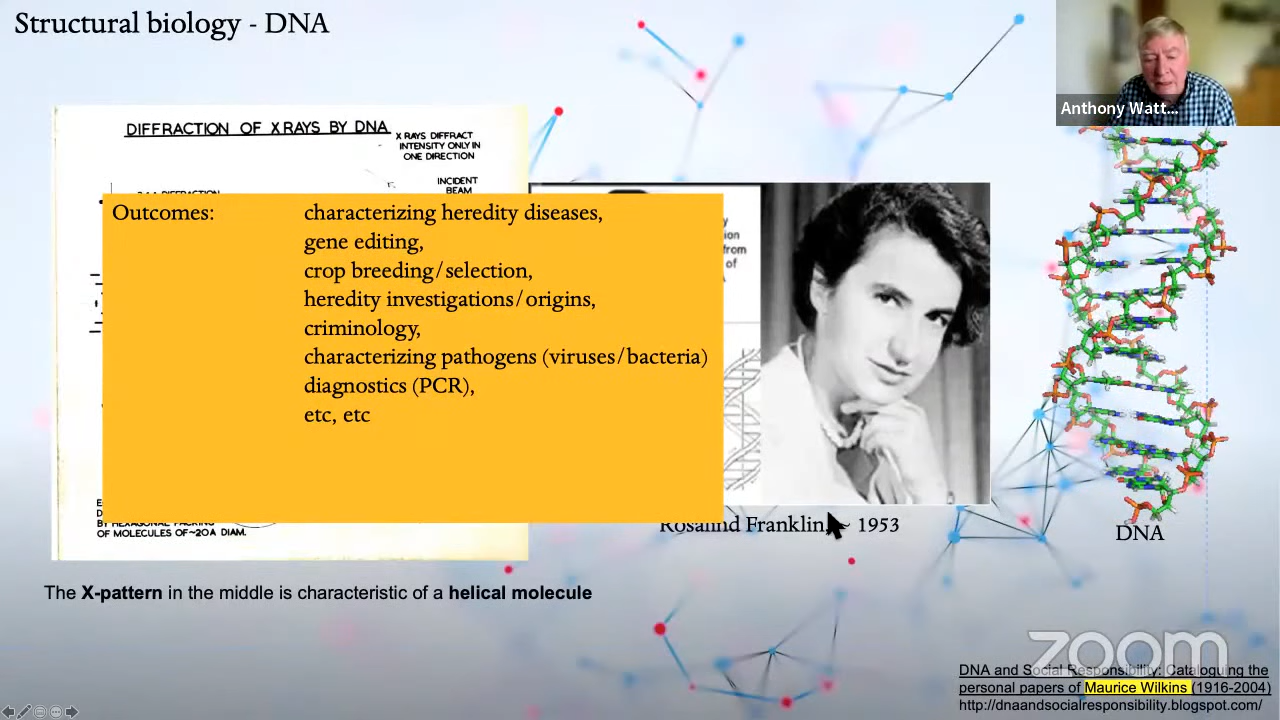 Structural biology - DNA
Anthony Watt...
DIFFRACTION OF X RAYS BY DNA
X RAYS DIFFRACT
INTENSITY ONLY IN
ONE DIRECTION
INCIDENT
BEAM
Outcomes: characterizing heredity diseases,
gene editing,
crop breeding/selection,
heredity investigations/origins,
criminology,
characterizing pathogens (viruses/bacteria)
diagnostics (PCR),
etc, etc
from
of
BY HEXAGONAL PACKING
OF MOLECULES OF ~20A DIAM.
Rosalind Franklin, ~ 1953
DNA
The X-pattern in the middle is characteristic of a helical molecule
zoom
DNA and Social Responsibility: Cataloguing the
personal papers of Maurice Wilkins (1916-2004)
http://dnaandsocialresponsibility.blogspot.com/